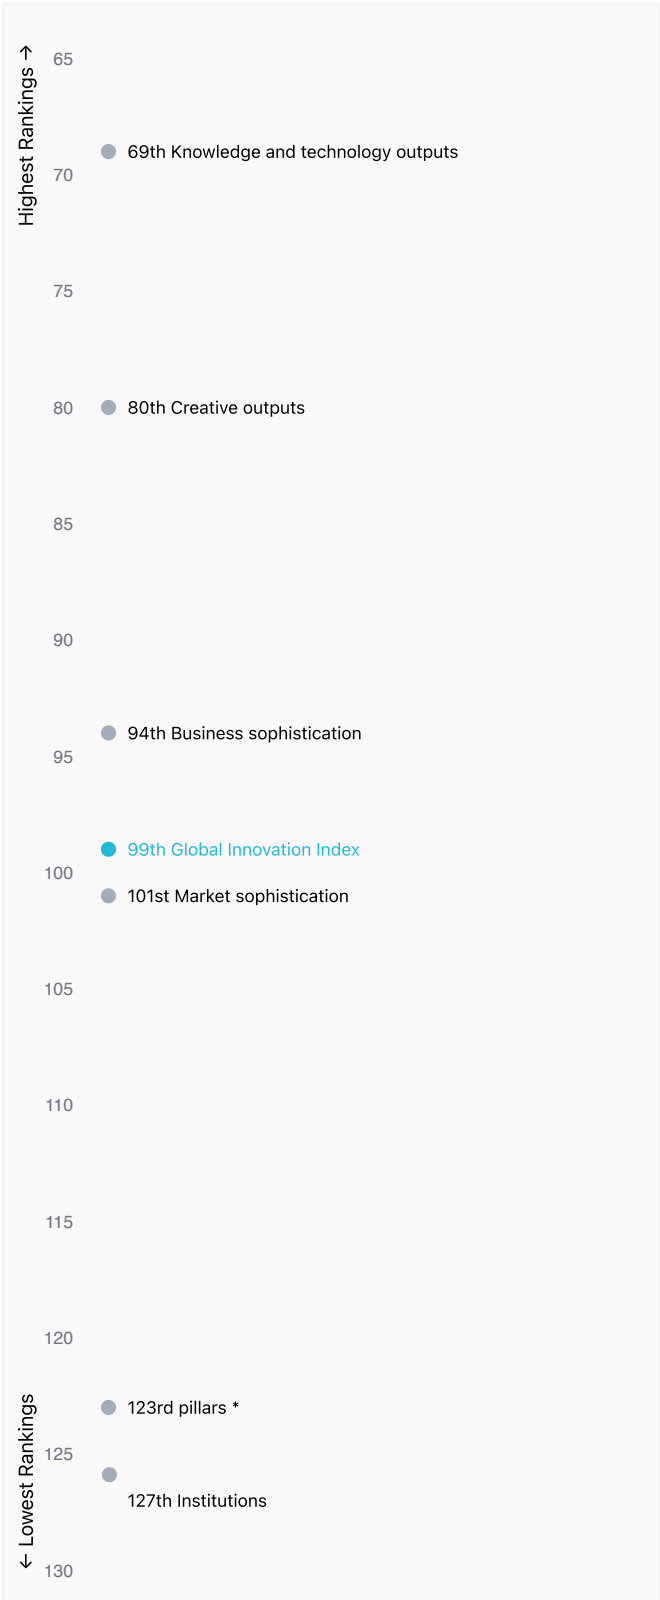 Highest Rankings →
65
69th Knowledge and technology outputs
70
75
80
80th Creative outputs
85
90
94th Business sophistication
95
99th Global Innovation Index
100
101st Market sophistication
105
110
115
120
← Lowest Rankings
123rd pillars *
125
127th Institutions
130